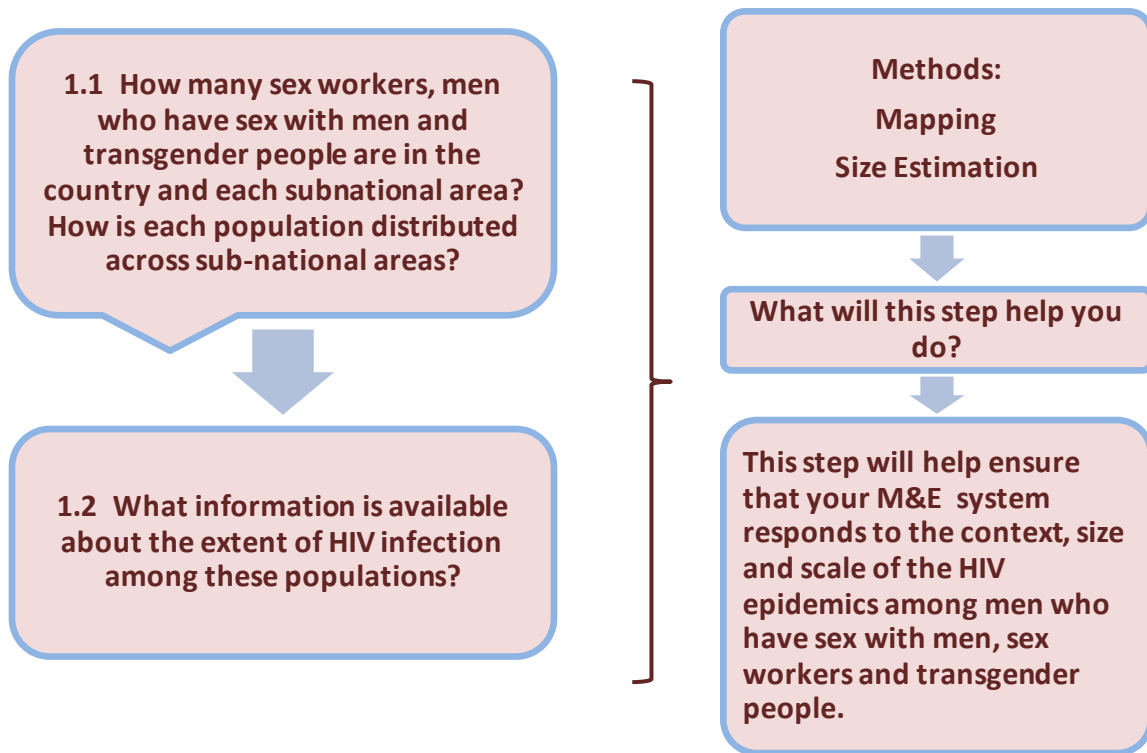 1.1 How many sex workers, men
who have sex with men and
transgender people are in the
country and each subnational area?
How is each population distributed
across sub-national areas?
1.2 What information is available
about the extent of HIV infection
among these populations?
Methods:
Mapping
Size Estimation
What will this step help you
do?
This step will help ensure
that your M&E system
responds to the context, size
and scale of the HIV
epidemics among men who
have sex with men, sex
workers and transgender
people.